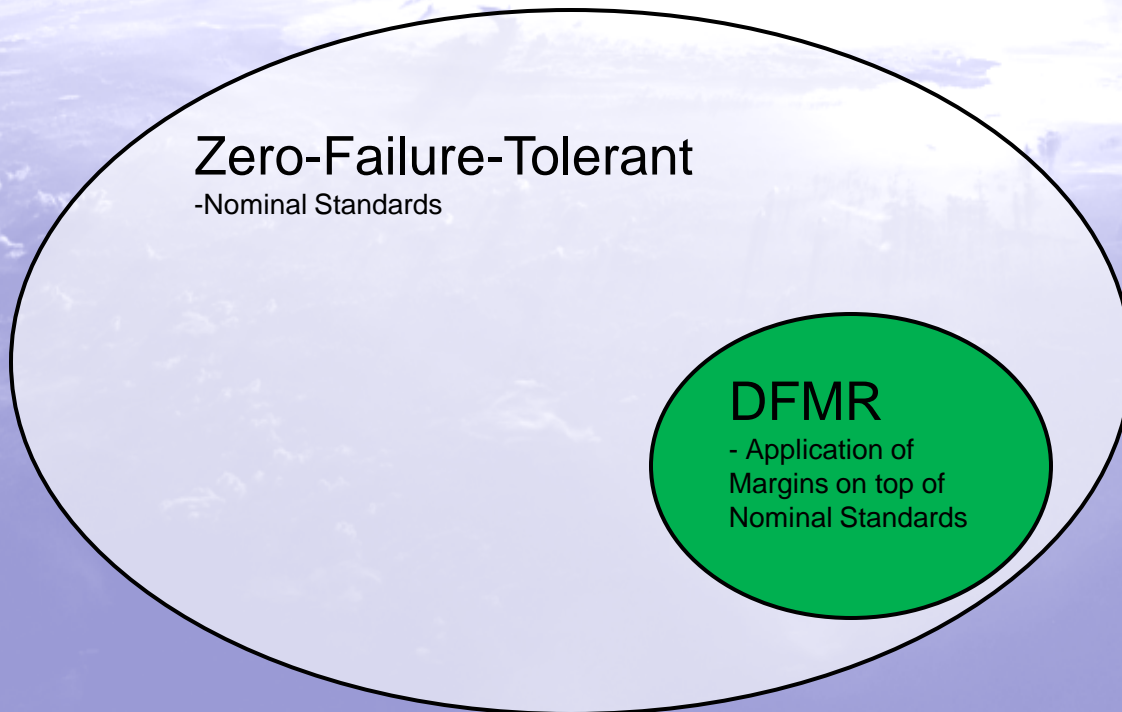 Zero-Failure-Tolerant
-Nominal Standards
DFMR
- Application of
Margins on top of
Nominal Standards